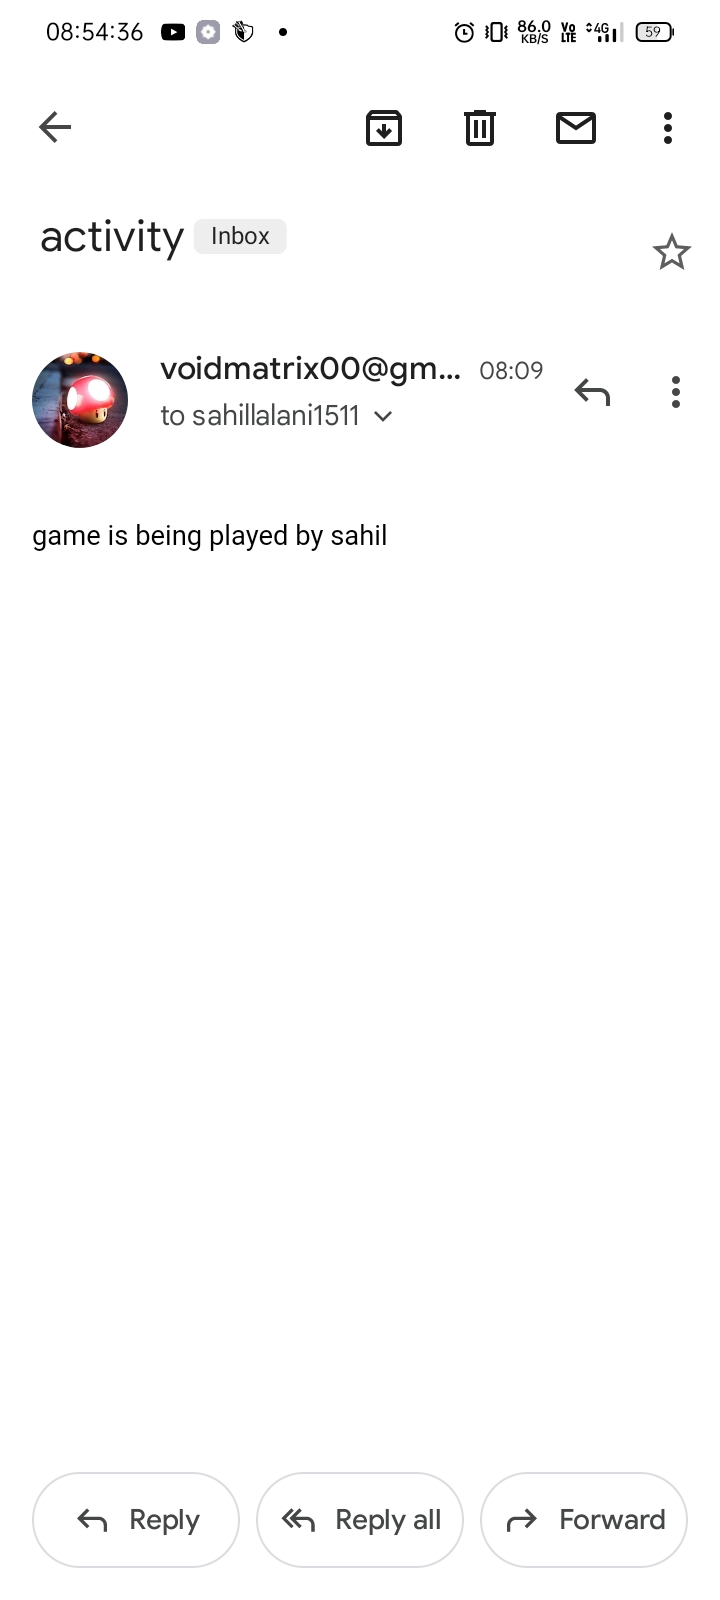 08:54:36 86.0 KB/S Vo LTE 4G 59
activity Inbox
voidmatrix00@gm... 08:09
to sahillalani1511
game is being played by sahil
Reply Reply all Forward